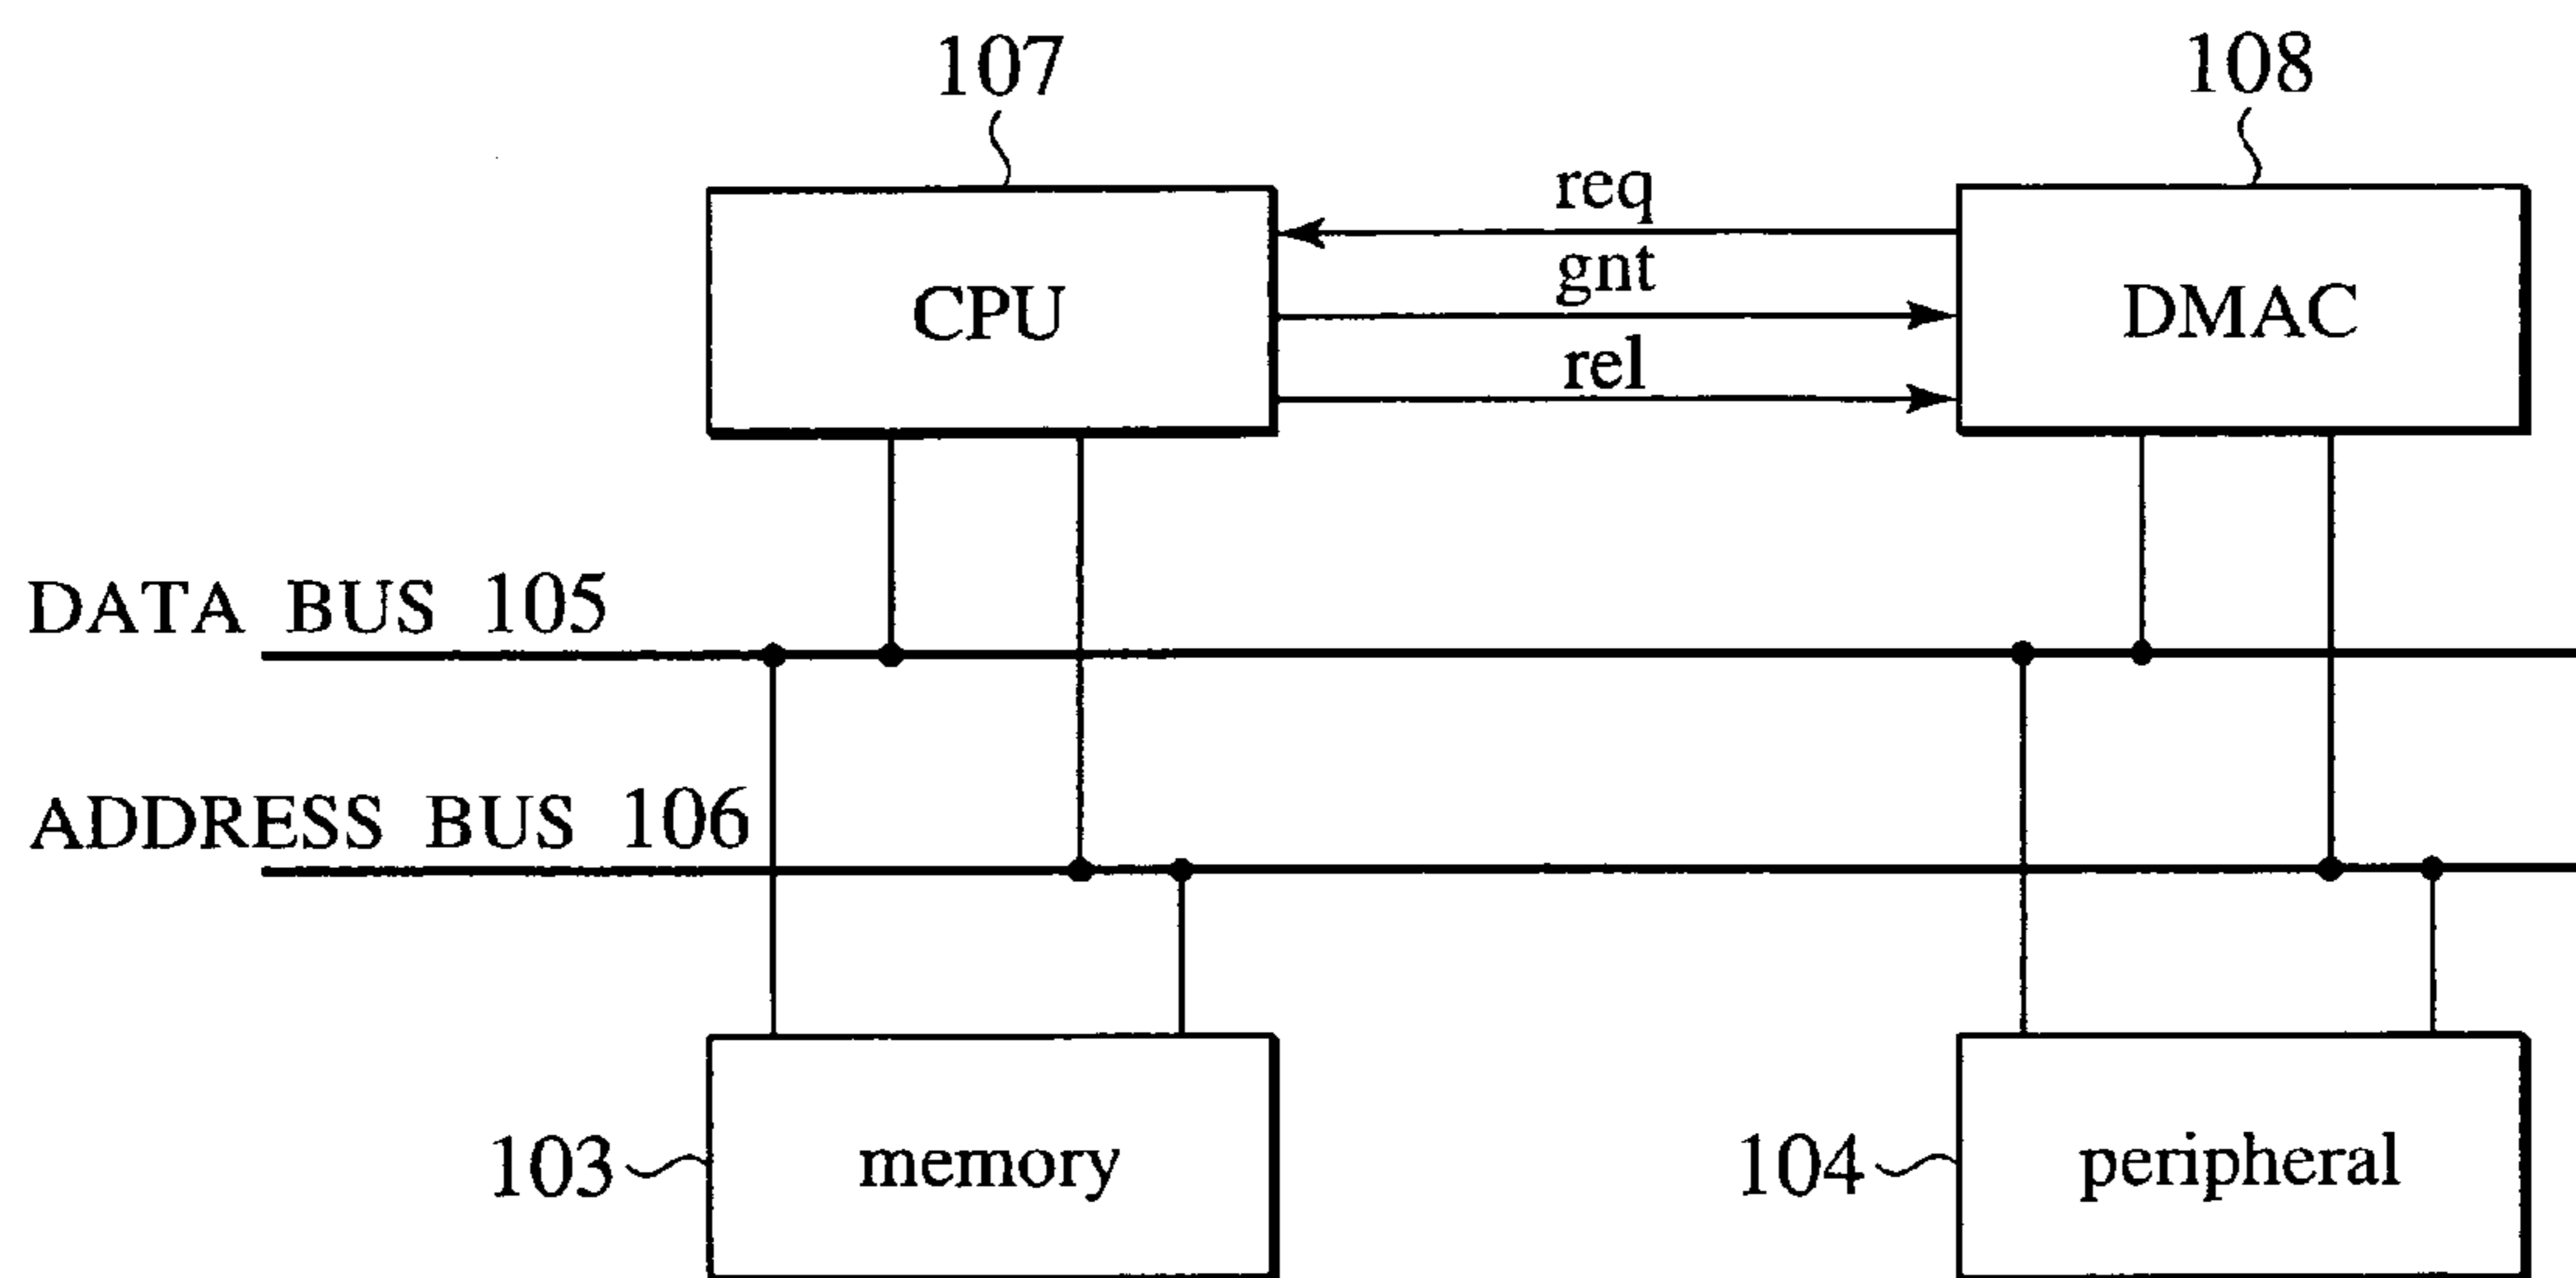 107
108
req
gnt
rel
CPU
DMAC
DATA BUS 105
ADDRESS BUS 106
103
memory
104
peripheral